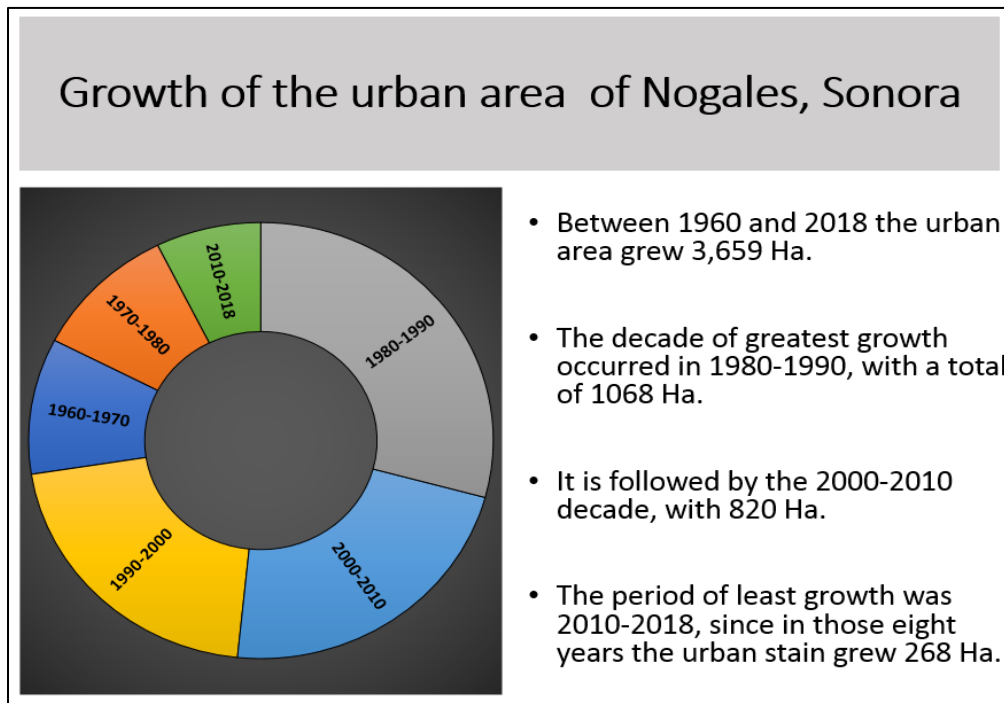 Growth of the urban area  of Nogales, Sonora
2010-2018
1980-1990
1970-1980
1960-1970
1990-2000
2000-2010
• Between 1960 and 2018 the urban
area grew 3,659 Ha.
• The decade of greatest growth
occurred in 1980-1990, with a total
of 1068 Ha.
• It is followed by the 2000-2010
decade, with 820 Ha.
• The period of least growth was
2010-2018, since in those eight
years the urban stain grew 268 Ha.